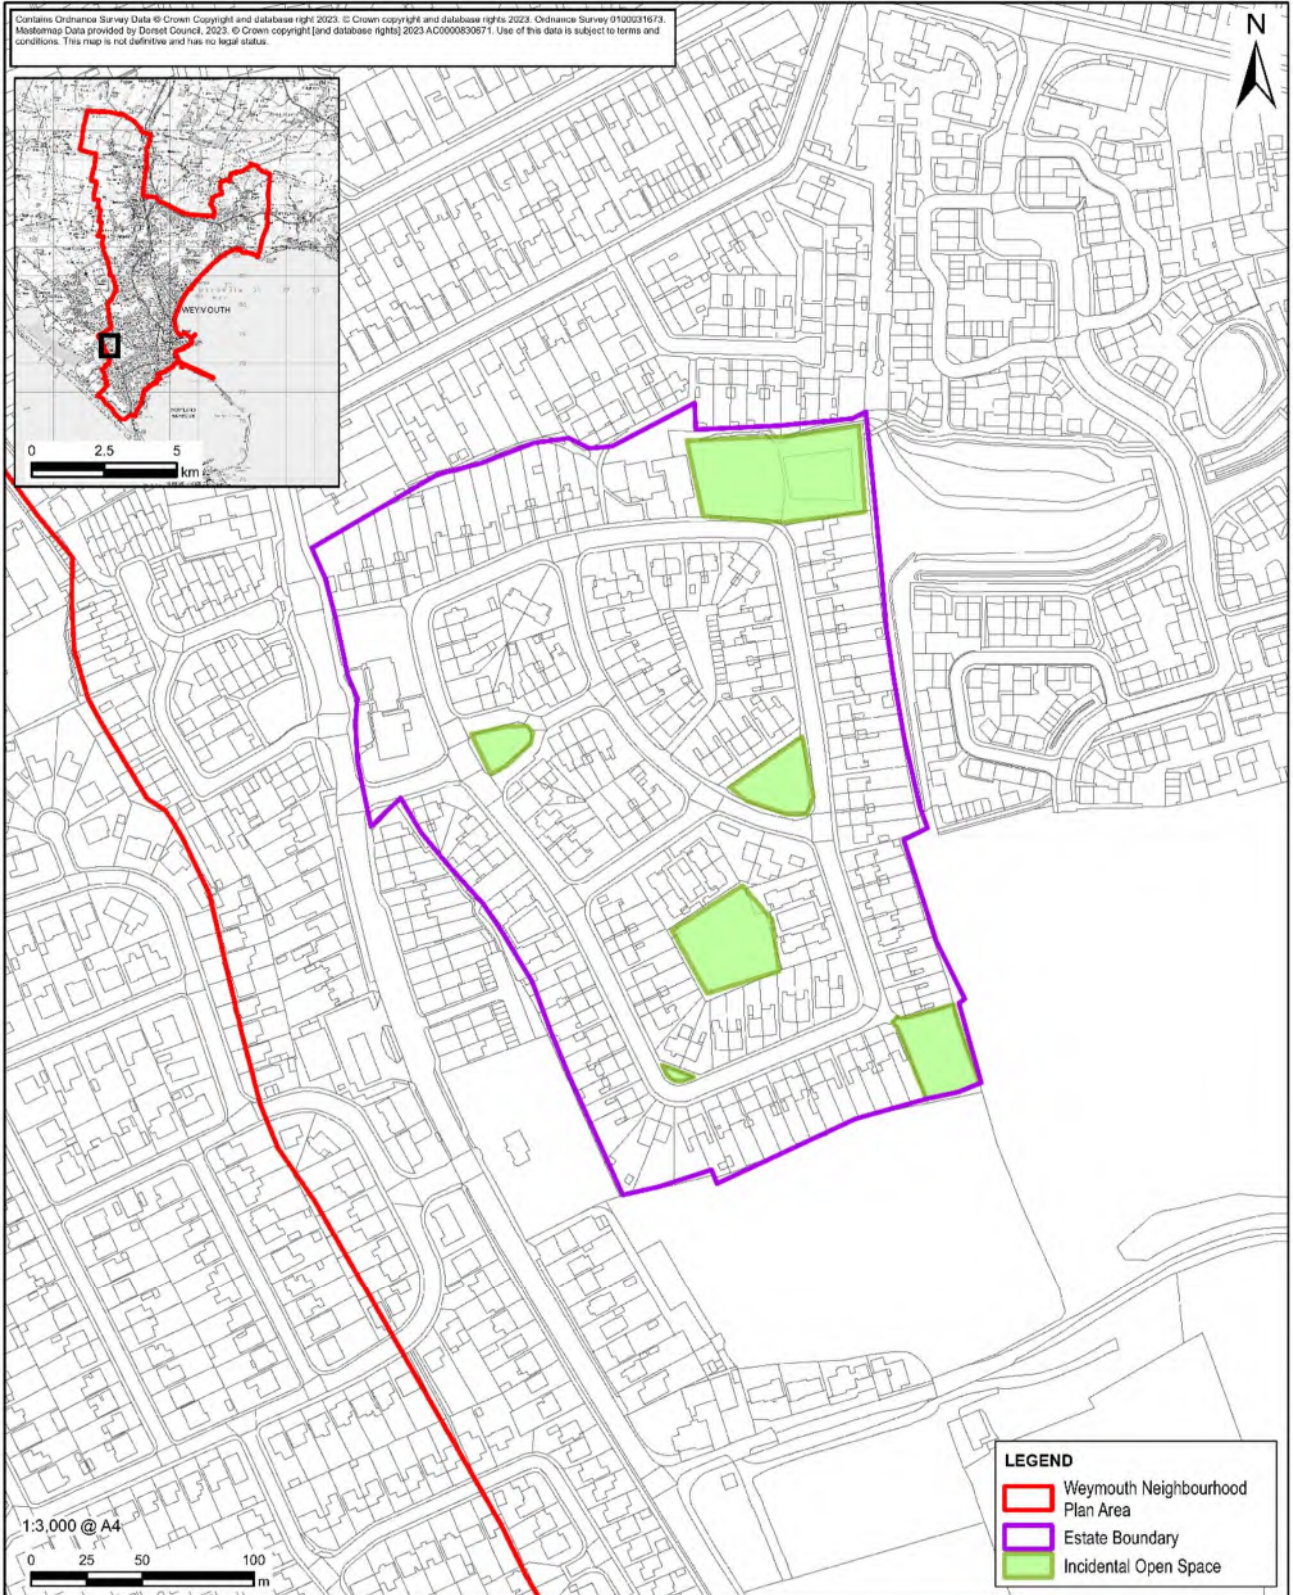 Contains Ordnance Survey Data © Crown Copyright and database right 2023. © Crown copyright and database rights 2023. Ordnance Survey 0100031673.
Mastermap Data provided by Dorset Council, 2023. © Crown copyright [and database rights] 2023 AC0000830671. Use of this data is subject to terms and
conditions. This map is not definitive and has no legal status.
N
WEYMOUTH
PORTLAND
HARBOUR
0 2.5 5
km
LEGEND
Weymouth Neighbourhood
Plan Area
Estate Boundary
Incidental Open Space
1:3,000 @ A4
0 25 50 100
m